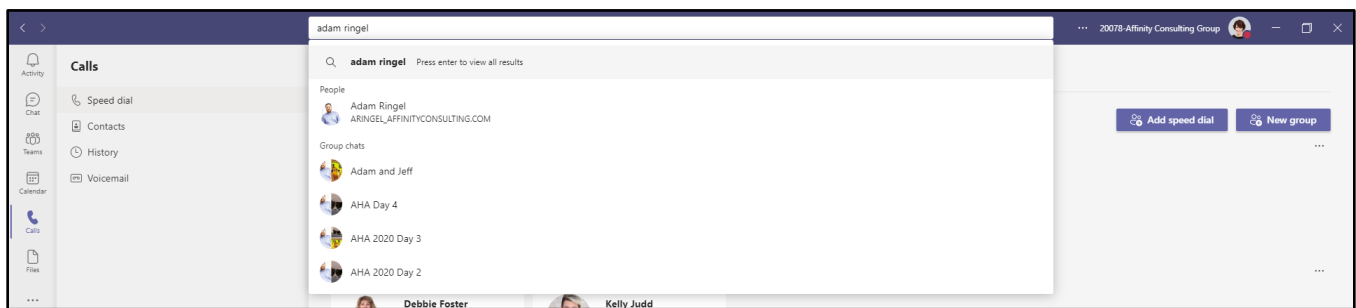 adam ringel
20078-Affinity Consulting Group
Activity
Chat
Teams
Calendar
Calls
Files
Calls
Speed dial
Contacts
History
Voicemail
adam ringel Press enter to view all results
People
Adam Ringel
ARINGEL_AFFINITYCONSULTING.COM
Group chats
Adam and Jeff
AHA Day 4
AHA 2020 Day 3
AHA 2020 Day 2
Add speed dial
New group
Debbie Foster
Kelly Judd